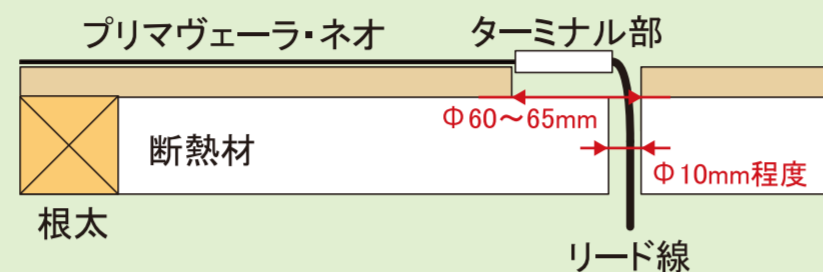 プリマヴェーラ・ネオ
ターミナル部
Φ60～65mm
断熱材
Φ10mm程度
根太
リード線